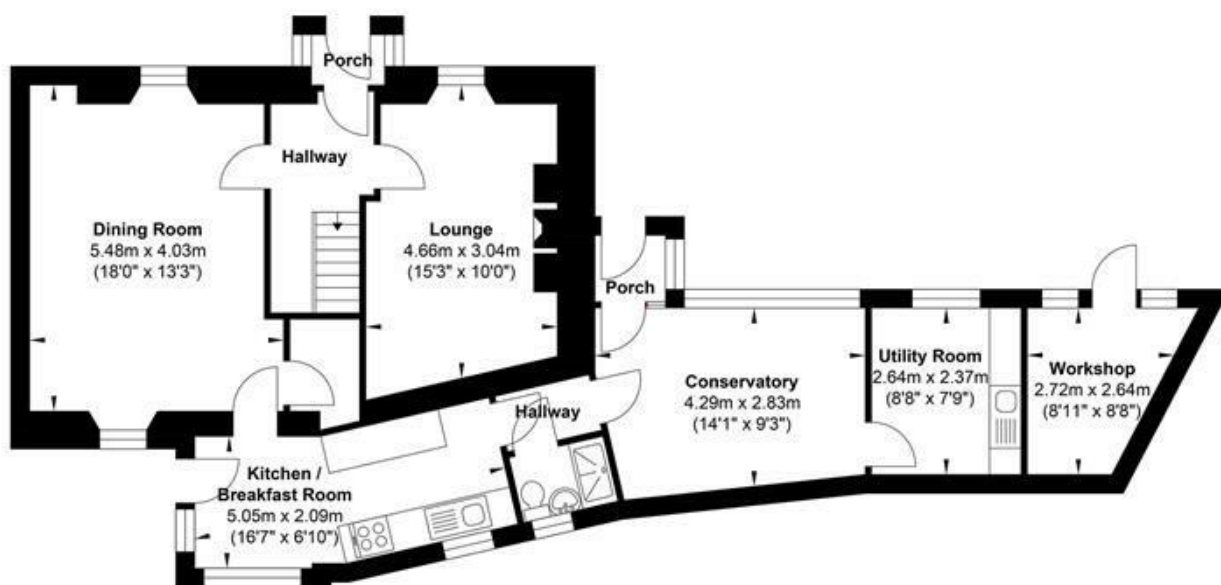 Porch
Hallway
Dining Room
5.48m x 4.03m
(18'0" x 13'3")
Lounge
4.66m x 3.04m
(15'3" x 10'0")
Porch
Utility Room
2.64m x 2.37m
(8'8" x 7'9")
Workshop
2.72m x 2.64m
(8'11" x 8'8")
Conservatory
4.29m x 2.83m
(14'1" x 9'3")
Hallway
Kitchen /
Breakfast Room
5.05m x 2.09m
(16'7" x 6'10")